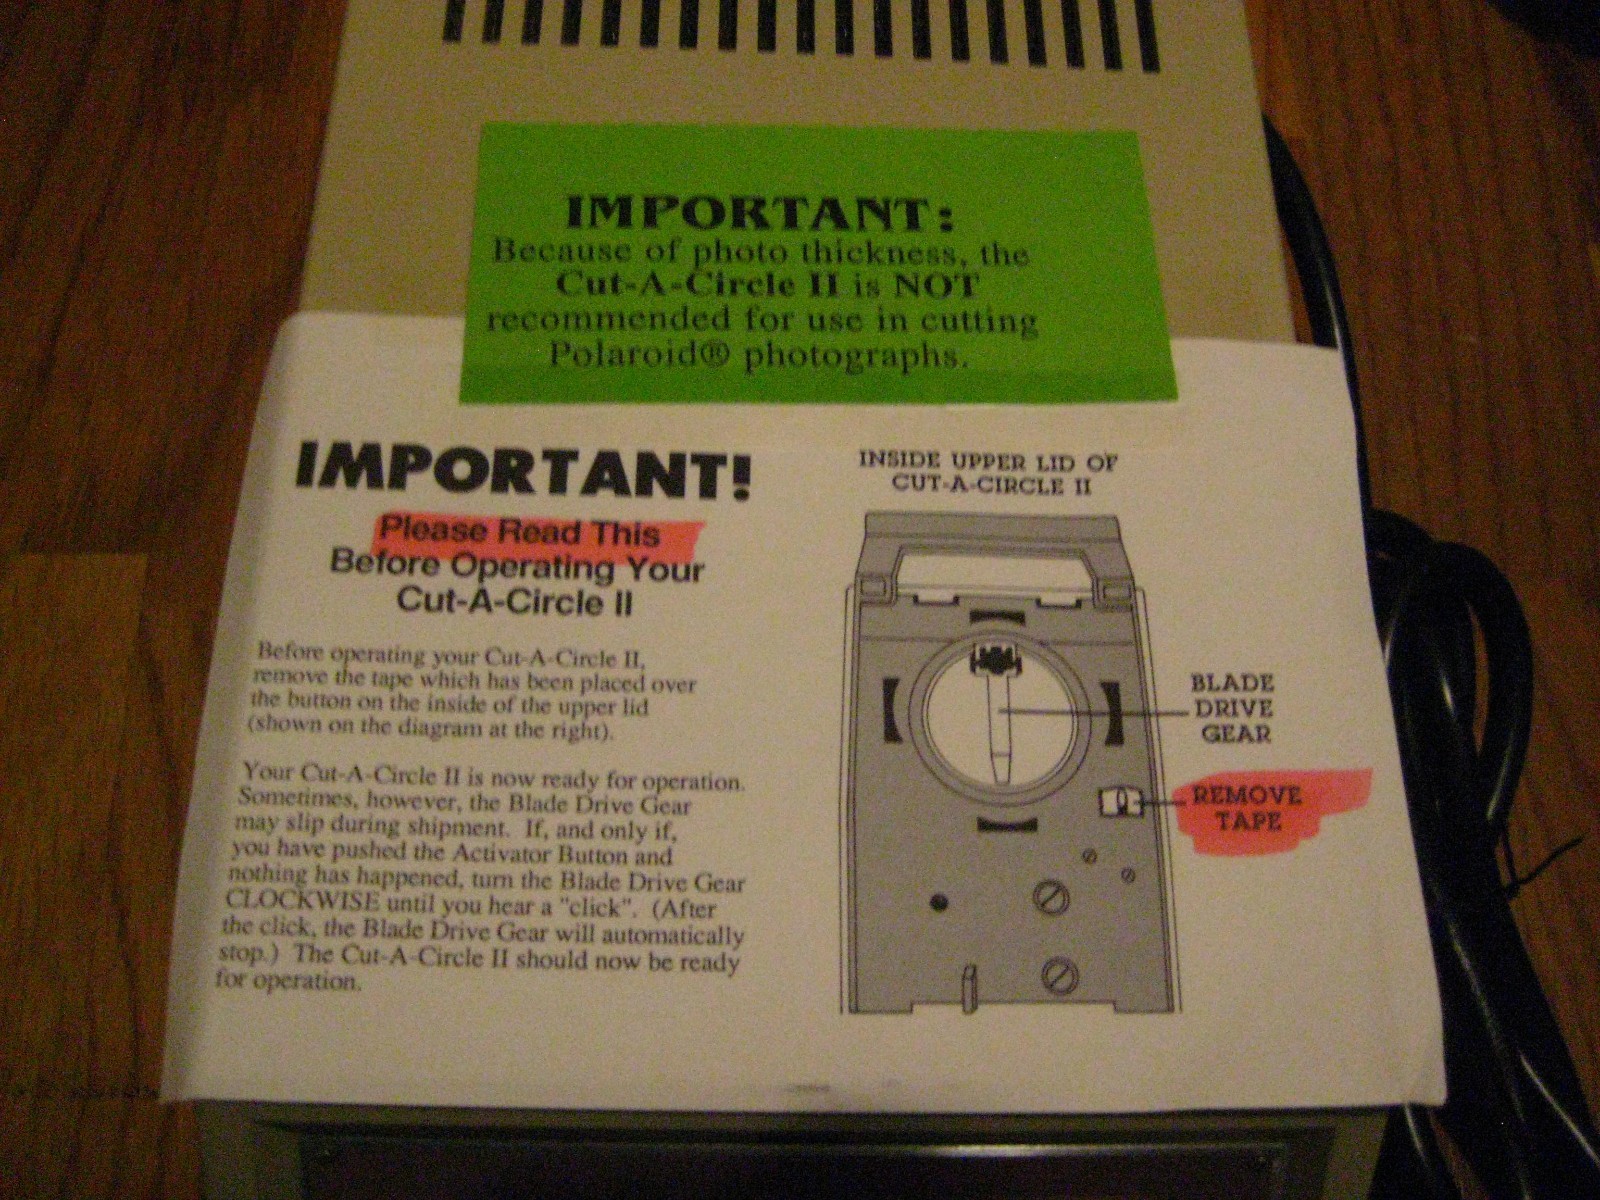 IMPORTANT:
Because of photo thickness, the
Cut-A-Circle II is NOT
recommended for use in cutting
Polaroid® photographs.
IMPORTANT!
Please Read This
Before Operating Your
Cut-A-Circle II
Before operating your Cut-A-Circle II,
remove the tape which has been placed over
the button on the inside of the upper lid
(shown on the diagram at the right).
Your Cut-A-Circle II is now ready for operation.
Sometimes, however, the Blade Drive Gear
may slip during shipment. If, and only if,
you have pushed the Activator Button and
nothing has happened, turn the Blade Drive Gear
CLOCKWISE until you hear a "click". (After
the click, the Blade Drive Gear will automatically
stop.) The Cut-A-Circle II should now be ready
for operation.
INSIDE UPPER LID OF
CUT-A-CIRCLE II
BLADE
DRIVE
GEAR
REMOVE
TAPE